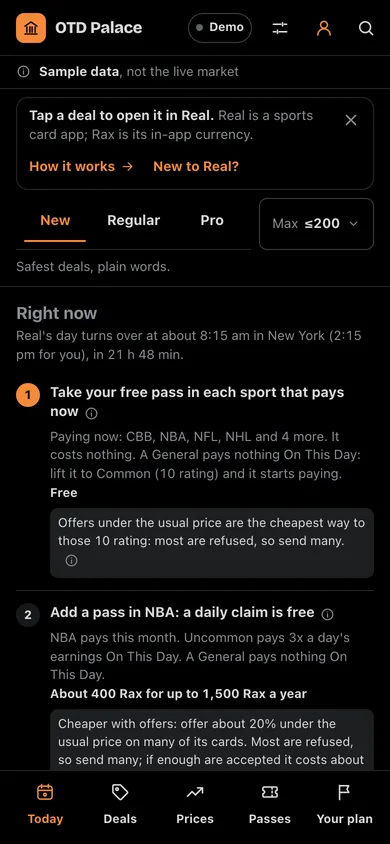 OTD Palace
Demo
Sample data, not the live market
Tap a deal to open it in Real. Real is a sports
card app; Rax is its in-app currency.
How it works →
New to Real?
New
Regular
Pro
Max ≤200
Safest deals, plain words.
Right now
Real's day turns over at about 8:15 am in New York (2:15
pm for you), in 21 h 48 min.
1
Take your free pass in each sport that pays
now
Paying now: CBB, NBA, NFL, NHL and 4 more. It
costs nothing. A General pays nothing On This Day:
lift it to Common (10 rating) and it starts paying.
Free
Offers under the usual price are the cheapest way to
those 10 rating: most are refused, so send many.
2
Add a pass in NBA: a daily claim is free
NBA pays this month. Uncommon pays 3x a day's
earnings On This Day. A General pays nothing On
This Day.
About 400 Rax for up to 1,500 Rax a year
Cheaper with offers: offer about 20% under the
usual price on many of its cards. Most are refused,
so send many; if enough are accepted it costs about
Today
Deals
Prices
Passes
Your plan